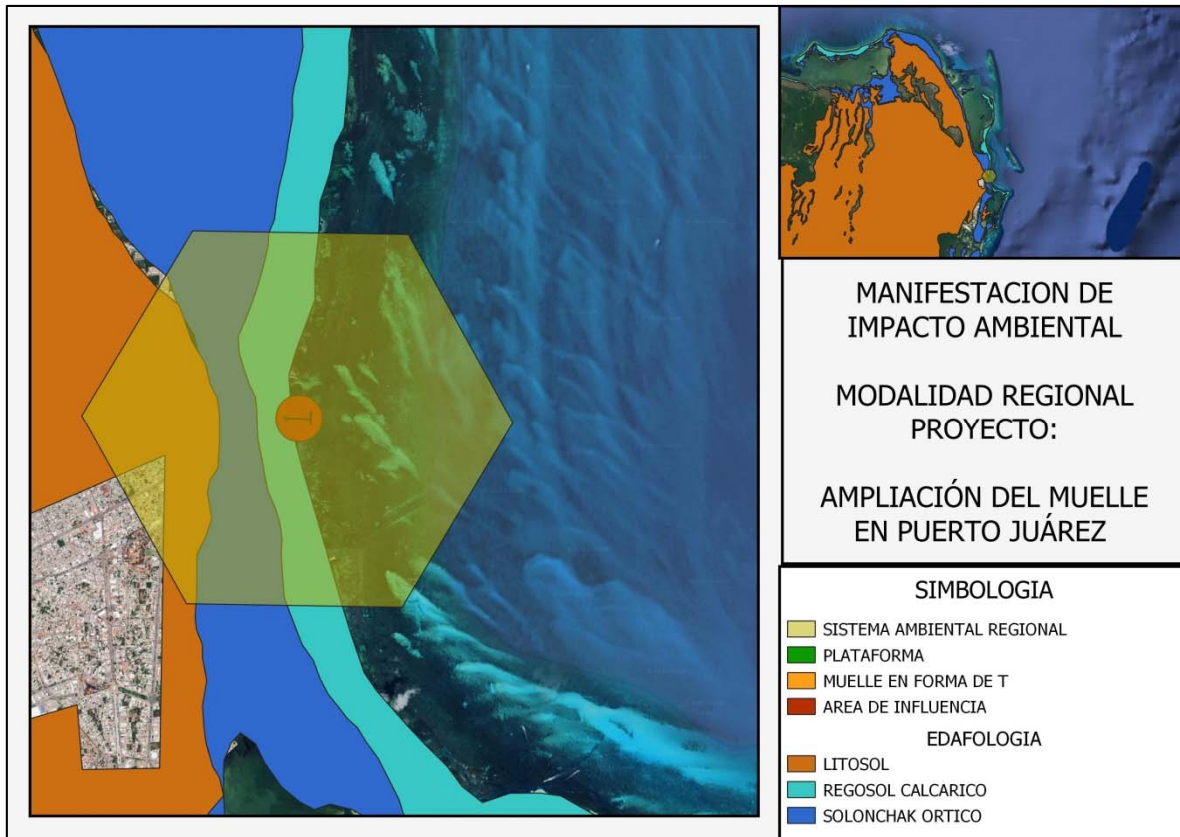 MANIFESTACION DE
IMPACTO AMBIENTAL
MODALIDAD REGIONAL
PROYECTO:
AMPLIACIÓN DEL MUELLE
EN PUERTO JUÁREZ
SIMBOLOGIA
SISTEMA AMBIENTAL REGIONAL
PLATAFORMA
MUELLE EN FORMA DE T
AREA DE INFLUENCIA
EDAFOLOGIA
LITOSOL
REGOSOL CALCARICO
SOLONCHAK ORTICO